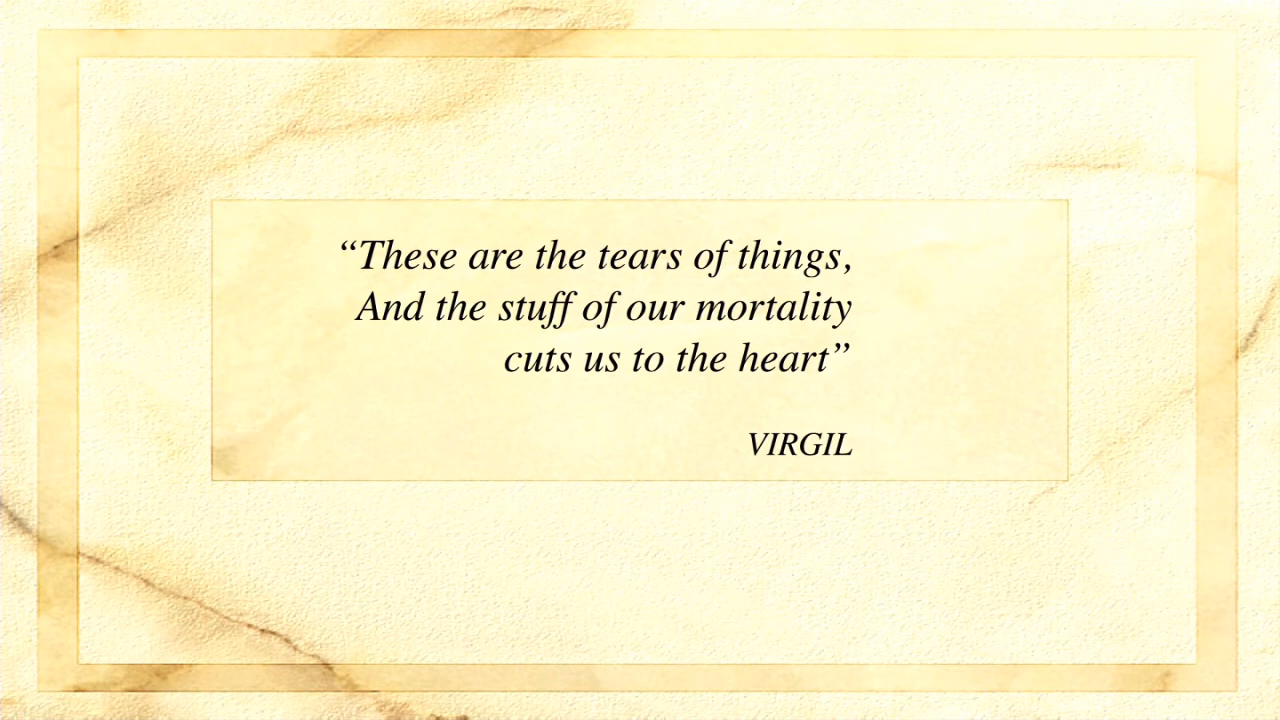 “These are the tears of things,
And the stuff of our mortality
cuts us to the heart”
VIRGIL